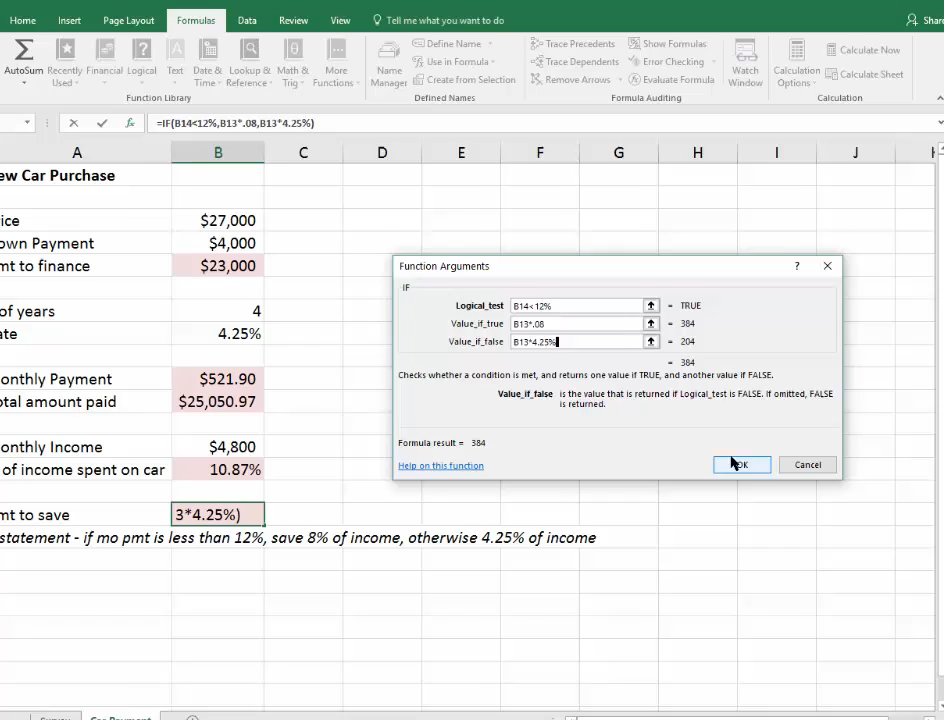 Home Insert Page Layout Formulas Data Review View Tell me what you want to do Share
AutoSum Recently Used Financial Logical Text Date & Time Lookup & Reference Math & Trig More Functions
Function Library
Name Manager
Define Name
Use in Formula
Create from Selection
Defined Names
Trace Precedents Show Formulas
Trace Dependents Error Checking
Remove Arrows Evaluate Formula
Formula Auditing
Watch Window
Calculation Options
Calculate Now
Calculate Sheet
Calculation
fx =IF(B14<12%,B13*.08,B13*4.25%)
A B C D E F G H I J K
ew Car Purchase
ice $27,000
own Payment $4,000
mt to finance $23,000
of years 4
ate 4.25%
onthly Payment $521.90
otal amount paid $25,050.97
onthly Income $4,800
of income spent on car 10.87%
mt to save 3*4.25%)
statement - if mo pmt is less than 12%, save 8% of income, otherwise 4.25% of income
Function Arguments ?
IF
Logical_test B14<12% = TRUE
Value_if_true B13*.08 = 384
Value_if_false B13*4.25% = 204
= 384
Checks whether a condition is met, and returns one value if TRUE, and another value if FALSE.
Value_if_false is the value that is returned if Logical_test is FALSE. If omitted, FALSE
is returned.
Formula result = 384
Help on this function OK Cancel
Survey Car Payment